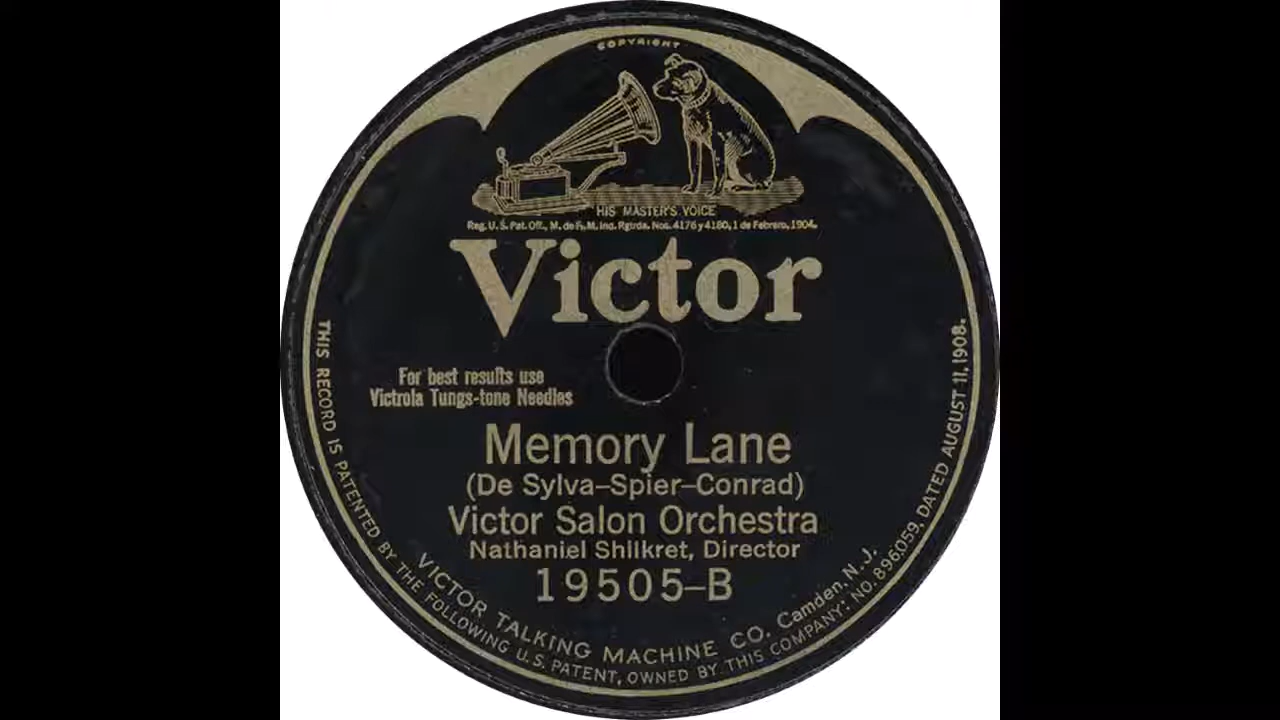 COPYRIGHT
HIS MASTER'S VOICE
Reg. U.S. Pat. Off., M. de F. M. Ind. Rgtrda. Nos. 4176 y 4180, 1 de Febrero, 1904.
Victor
For best results use
Victrola Tungs-tone Needles
Memory Lane
(De Sylva–Spier–Conrad)
Victor Salon Orchestra
Nathaniel Shilkret, Director
19505–B
VICTOR TALKING MACHINE CO. Camden, N.J.
THIS RECORD IS PATENTED BY THE FOLLOWING U.S. PATENT, OWNED BY THIS COMPANY: NO. 896,059, DATED AUGUST 11, 1908.